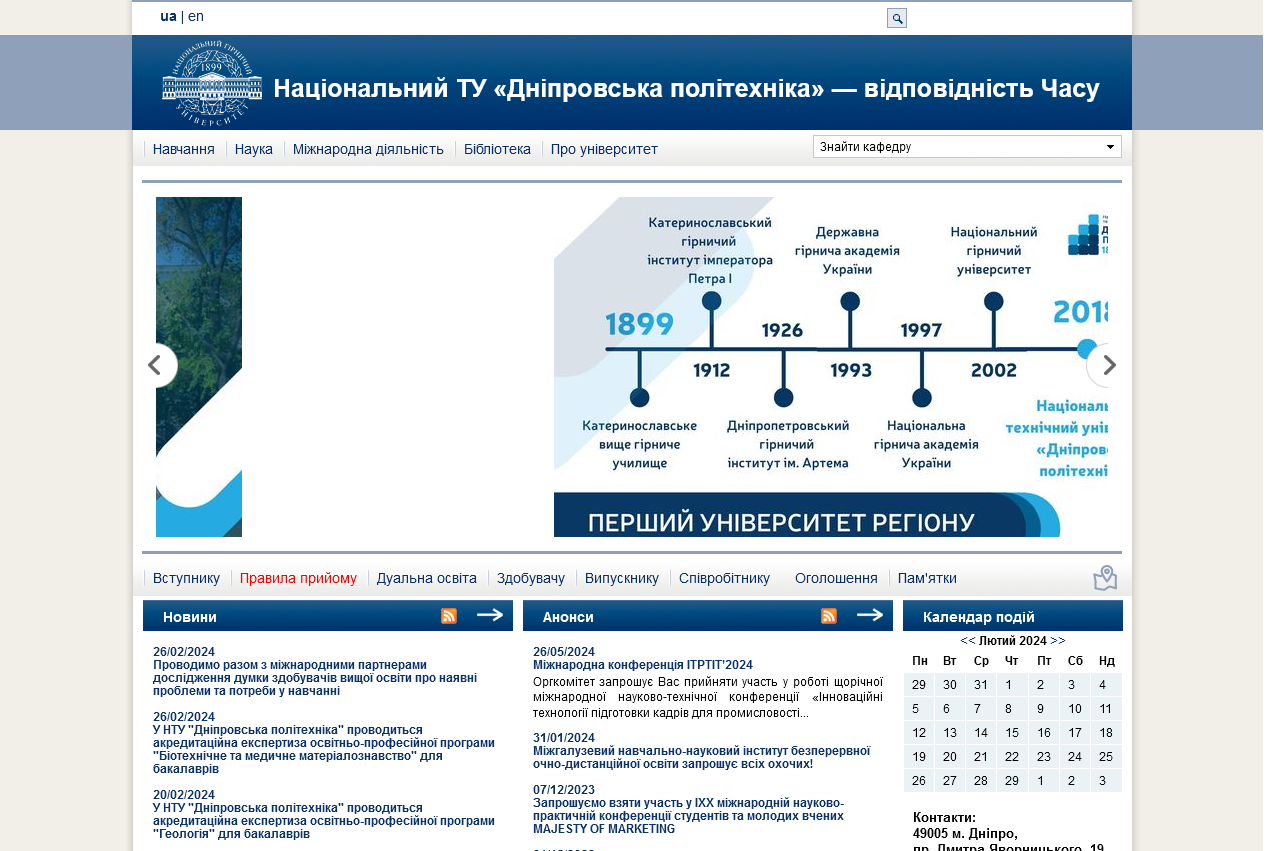 ua | en
НАЦІОНАЛЬНИЙ ГІРНИЧИЙ
1899
УНІВЕРСИТЕТ
Національний ТУ «Дніпровська політехніка» — відповідність Часу
Навчання
Наука
Міжнародна діяльність
Бібліотека
Про університет
Знайти кафедру
Катеринославський
гірничий
інститут імператора
Петра І
Державна
гірнича академія
України
Національний
гірничий
університет
1899
1926
1997
2018
1912
1993
2002
Катеринославське
вище гірниче
училище
Дніпропетровський
гірничий
інститут ім. Артема
Національна
гірнича академія
України
Національ
технічний уні
«Дніпров
політехні
ПЕРШИЙ УНІВЕРСИТЕТ РЕГІОНУ
Вступнику
Правила прийому
Дуальна освіта
Здобувачу
Випускнику
Співробітнику
Оголошення
Пам'ятки
Новини
26/02/2024
Проводимо разом з міжнародними партнерами
дослідження думки здобувачів вищої освіти про наявні
проблеми та потреби у навчанні
26/02/2024
У НТУ "Дніпровська політехніка" проводиться
акредитаційна експертиза освітньо-професійної програми
"Біотехнічне та медичне матеріалознавство" для
бакалаврів
20/02/2024
У НТУ "Дніпровська політехніка" проводиться
акредитаційна експертиза освітньо-професійної програми
"Геологія" для бакалаврів
Анонси
26/05/2024
Міжнародна конференція ІТРТІТ’2024
Оргкомітет запрошує Вас прийняти участь у роботі щорічної
міжнародної науково-технічної конференції «Інноваційні
технології підготовки кадрів для промисловості...
31/01/2024
Міжгалузевий навчально-науковий інститут безперервної
очно-дистанційної освіти запрошує всіх охочих!
07/12/2023
Запрошуємо взяти участь у IXX міжнародній науково-
практичній конференції студентів та молодих вчених
MAJESTY OF MARKETING
Календар подій
<< Лютий 2024 >>
Пн Вт Ср Чт Пт Сб Нд
29 30 31 1 2 3 4
5 6 7 8 9 10 11
12 13 14 15 16 17 18
19 20 21 22 23 24 25
26 27 28 29 1 2 3
Контакти:
49005 м. Дніпро,
пр. Дмитра Яворницького, 19